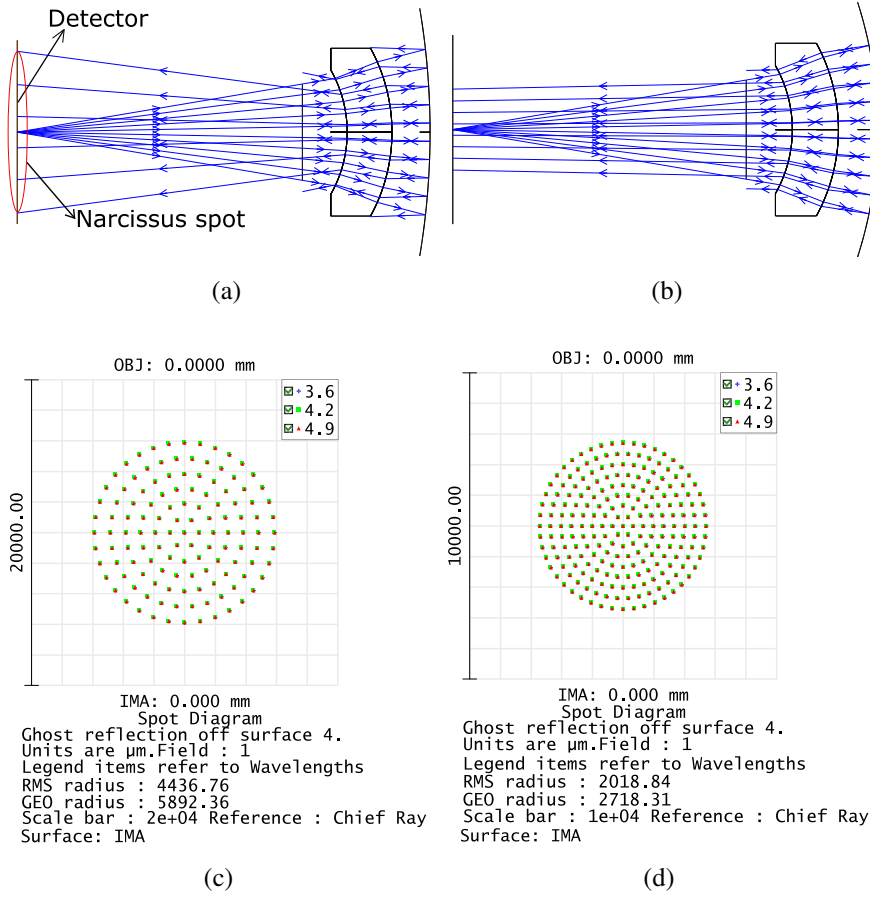 Detector
Narcissus spot
(a)
(b)
OBJ: 0.0000 mm
3.6
4.2
4.9
20000.00
IMA: 0.000 mm
Spot Diagram
Ghost reflection off surface 4.
Units are µm.Field : 1
Legend items refer to Wavelengths
RMS radius : 4436.76
GEO radius : 5892.36
Scale bar : 2e+04 Reference : Chief Ray
Surface: IMA
(c)
OBJ: 0.0000 mm
3.6
4.2
4.9
10000.00
IMA: 0.000 mm
Spot Diagram
Ghost reflection off surface 4.
Units are µm.Field : 1
Legend items refer to Wavelengths
RMS radius : 2018.84
GEO radius : 2718.31
Scale bar : 1e+04 Reference : Chief Ray
Surface: IMA
(d)